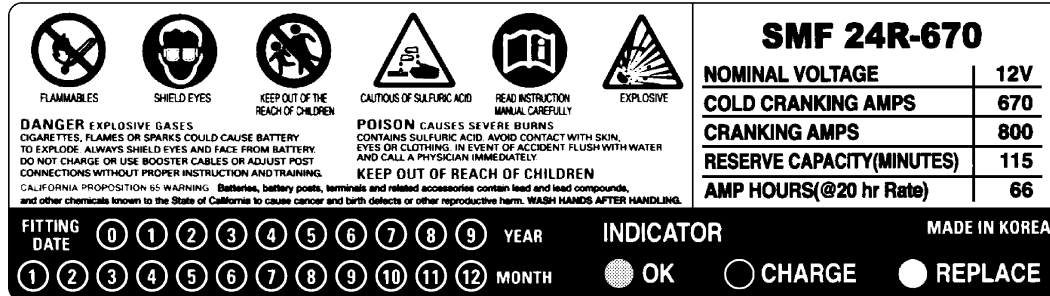 FLAMMABLES
SHIELD EYES
KEEP OUT OF THE
REACH OF CHILDREN
CAUTIOUS OF SULFURIC ACID
READ INSTRUCTION
MANUAL CAREFULLY
EXPLOSIVE
DANGER EXPLOSIVE GASES
CIGARETTES, FLAMES OR SPARKS COULD CAUSE BATTERY
TO EXPLODE. ALWAYS SHIELD EYES AND FACE FROM BATTERY.
DO NOT CHARGE OR USE BOOSTER CABLES OR ADJUST POST
CONNECTIONS WITHOUT PROPER INSTRUCTION AND TRAINING.
POISON CAUSES SEVERE BURNS
CONTAINS SULFURIC ACID. AVOID CONTACT WITH SKIN,
EYES OR CLOTHING. IN EVENT OF ACCIDENT FLUSH WITH WATER
AND CALL A PHYSICIAN IMMEDIATELY.
KEEP OUT OF REACH OF CHILDREN
CALIFORNIA PROPOSITION 65 WARNING Batteries, battery posts, terminals and related accessories contain lead and lead compounds,
and other chemicals known to the State of California to cause cancer and birth defects or other reproductive harm. WASH HANDS AFTER HANDLING.
SMF 24R-670
NOMINAL VOLTAGE 12V
COLD CRANKING AMPS 670
CRANKING AMPS 800
RESERVE CAPACITY(MINUTES) 115
AMP HOURS(@20 hr Rate) 66
FITTING
DATE
0 1 2 3 4 5 6 7 8 9 YEAR
1 2 3 4 5 6 7 8 9 10 11 12 MONTH
INDICATOR
MADE IN KOREA
OK CHARGE REPLACE